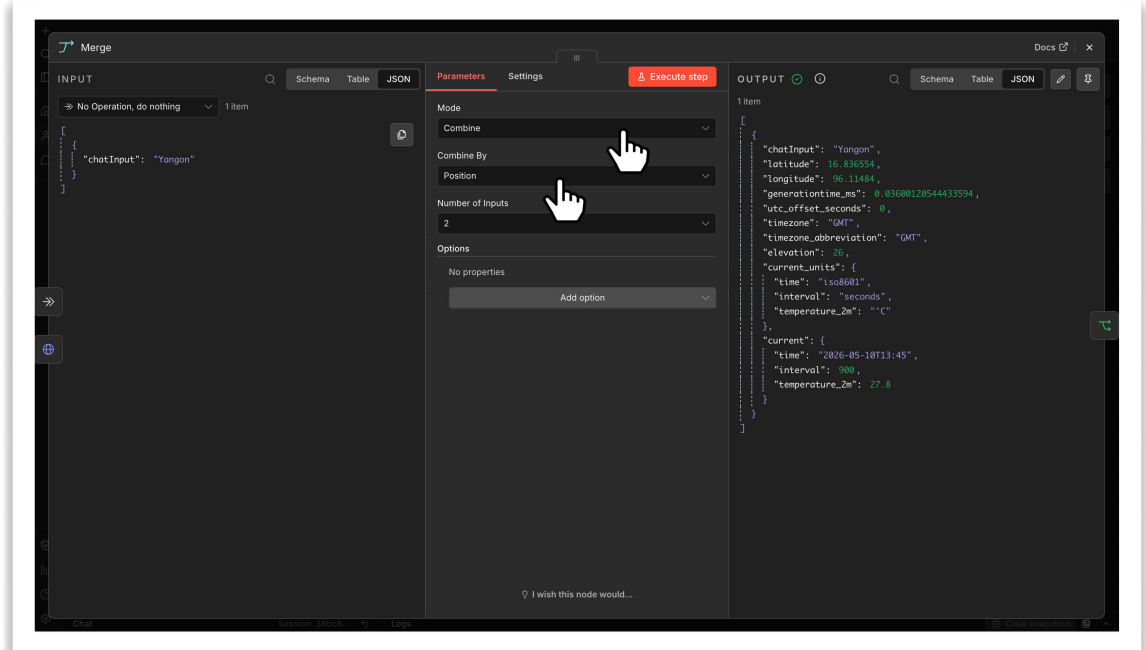 Merge
Docs
INPUT
Schema Table JSON
No Operation, do nothing
1 item
[
{
"chatInput": "Yangon"
}
]
Parameters Settings
Execute step
Mode
Combine
Combine By
Position
Number of Inputs
2
Options
No properties
Add option
I wish this node would...
OUTPUT
Schema Table JSON
1 item
[
{
"chatInput": "Yangon",
"latitude": 16.836554,
"longitude": 96.11484,
"generationtime_ms": 0.03600120544433594,
"utc_offset_seconds": 0,
"timezone": "GMT",
"timezone_abbreviation": "GMT",
"elevation": 26,
"current_units": {
"time": "iso8601",
"interval": "seconds",
"temperature_2m": "°C"
},
"current": {
"time": "2026-05-10T13:45",
"interval": 900,
"temperature_2m": 27.8
}
}
]
Chat
Session: 38bc6...
Logs
Clear execution